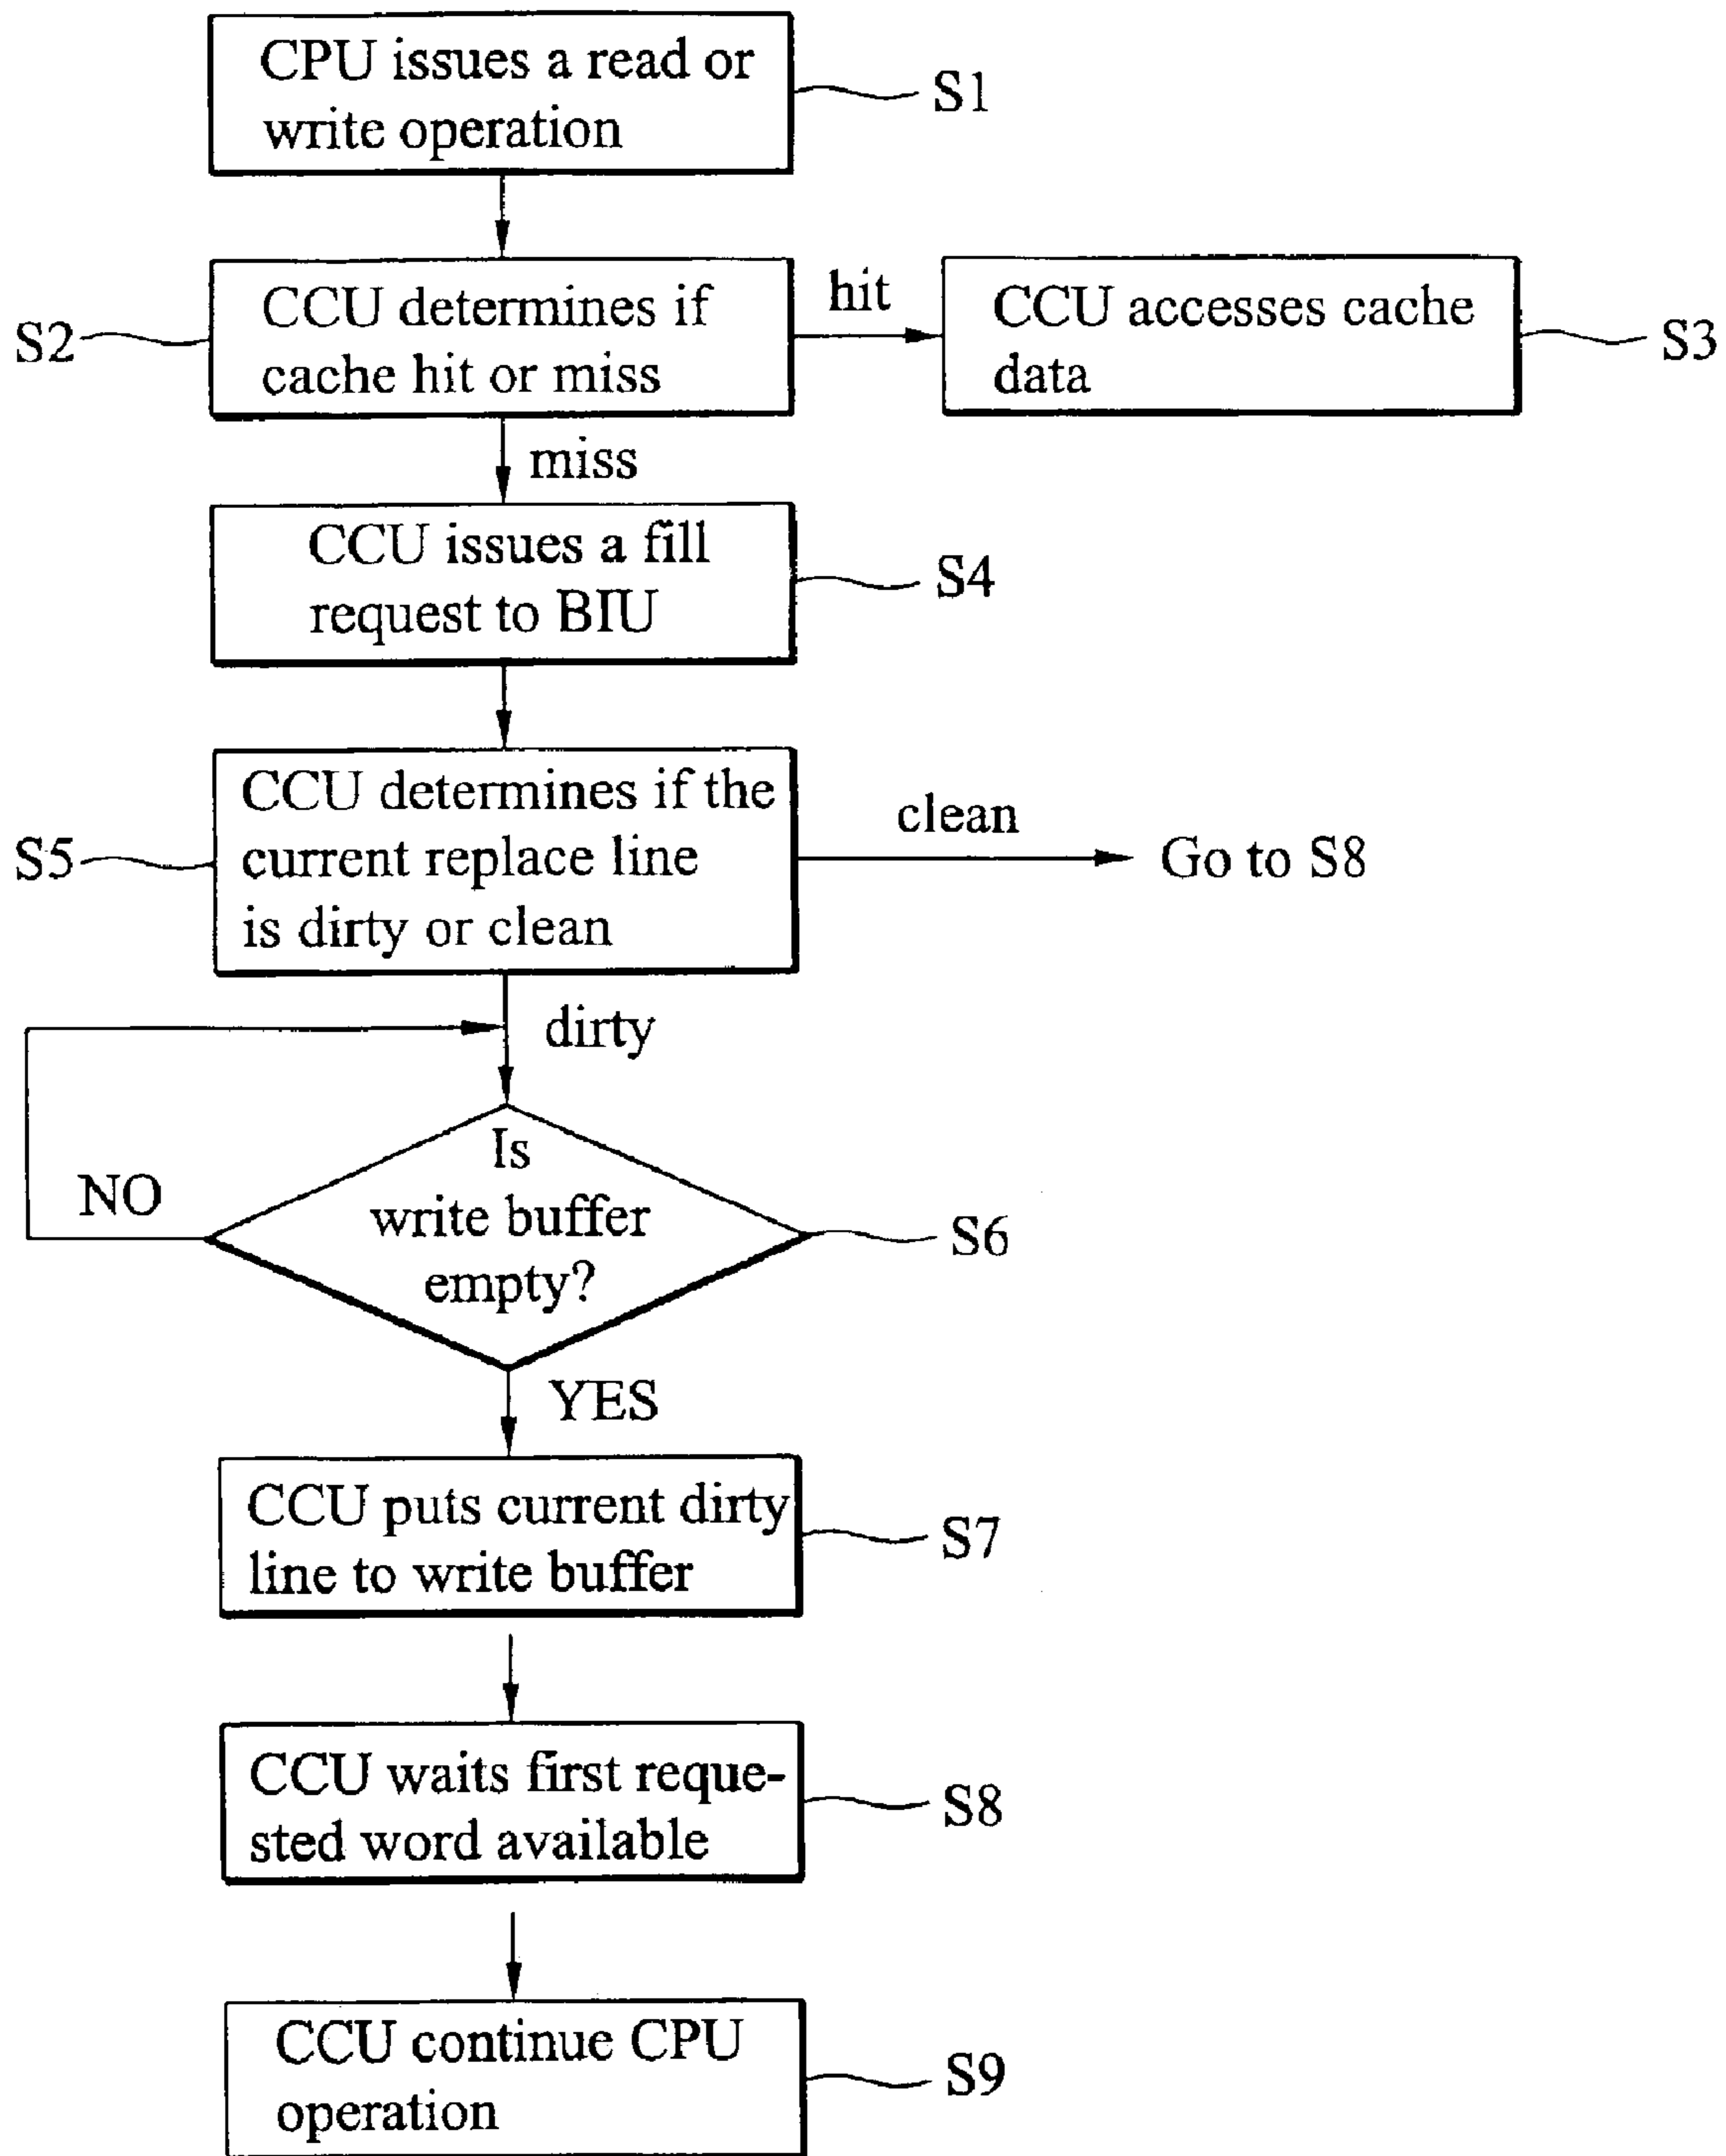 CPU issues a read or
write operation
S1
CCU determines if
cache hit or miss
S2
hit
CCU accesses cache
data
S3
miss
CCU issues a fill
request to BIU
S4
CCU determines if the
current replace line
is dirty or clean
S5
clean
Go to S8
dirty
Is
write buffer
empty?
NO
S6
YES
CCU puts current dirty
line to write buffer
S7
CCU waits first reque-
sted word available
S8
CCU continue CPU
operation
S9